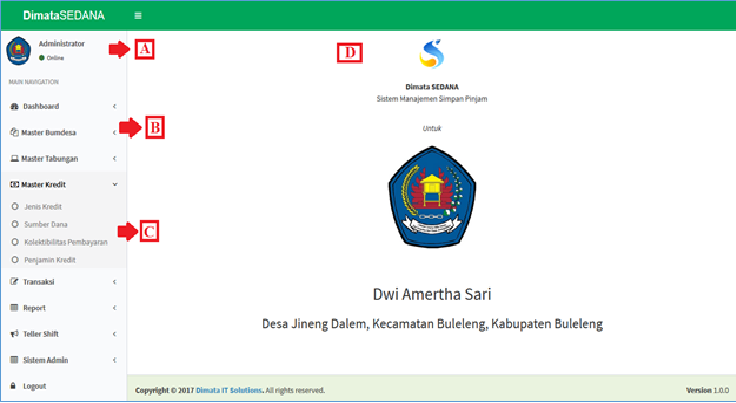 DimataSEDANA
Administrator
Online
A
MAIN NAVIGATION
Dashboard
Master Bumdesa
B
Master Tabungan
Master Kredit
Jenis Kredit
Sumber Dana
C
Kolektibilitas Pembayaran
Penjamin Kredit
Transaksi
Report
Teller Shift
Sistem Admin
Logout
D
Dimata SEDANA
Sistem Manajemen Simpan Pinjam
Untuk
Dwi Amertha Sari
Desa Jineng Dalem, Kecamatan Buleleng, Kabupaten Buleleng
Copyright © 2017 Dimata IT Solutions. All rights reserved.
Version 1.0.0